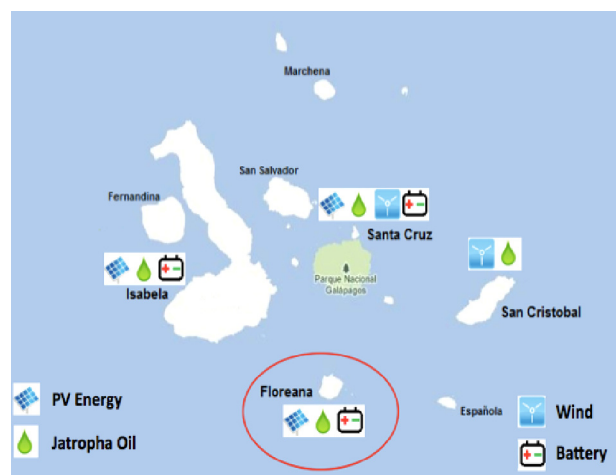 Marchena
San Salvador
Fernandina
Santa Cruz
Parque Nacional
Galápagos
Isabela
San Cristobal
Floreana
PV Energy
Española
Wind
Jatropha Oil
Battery